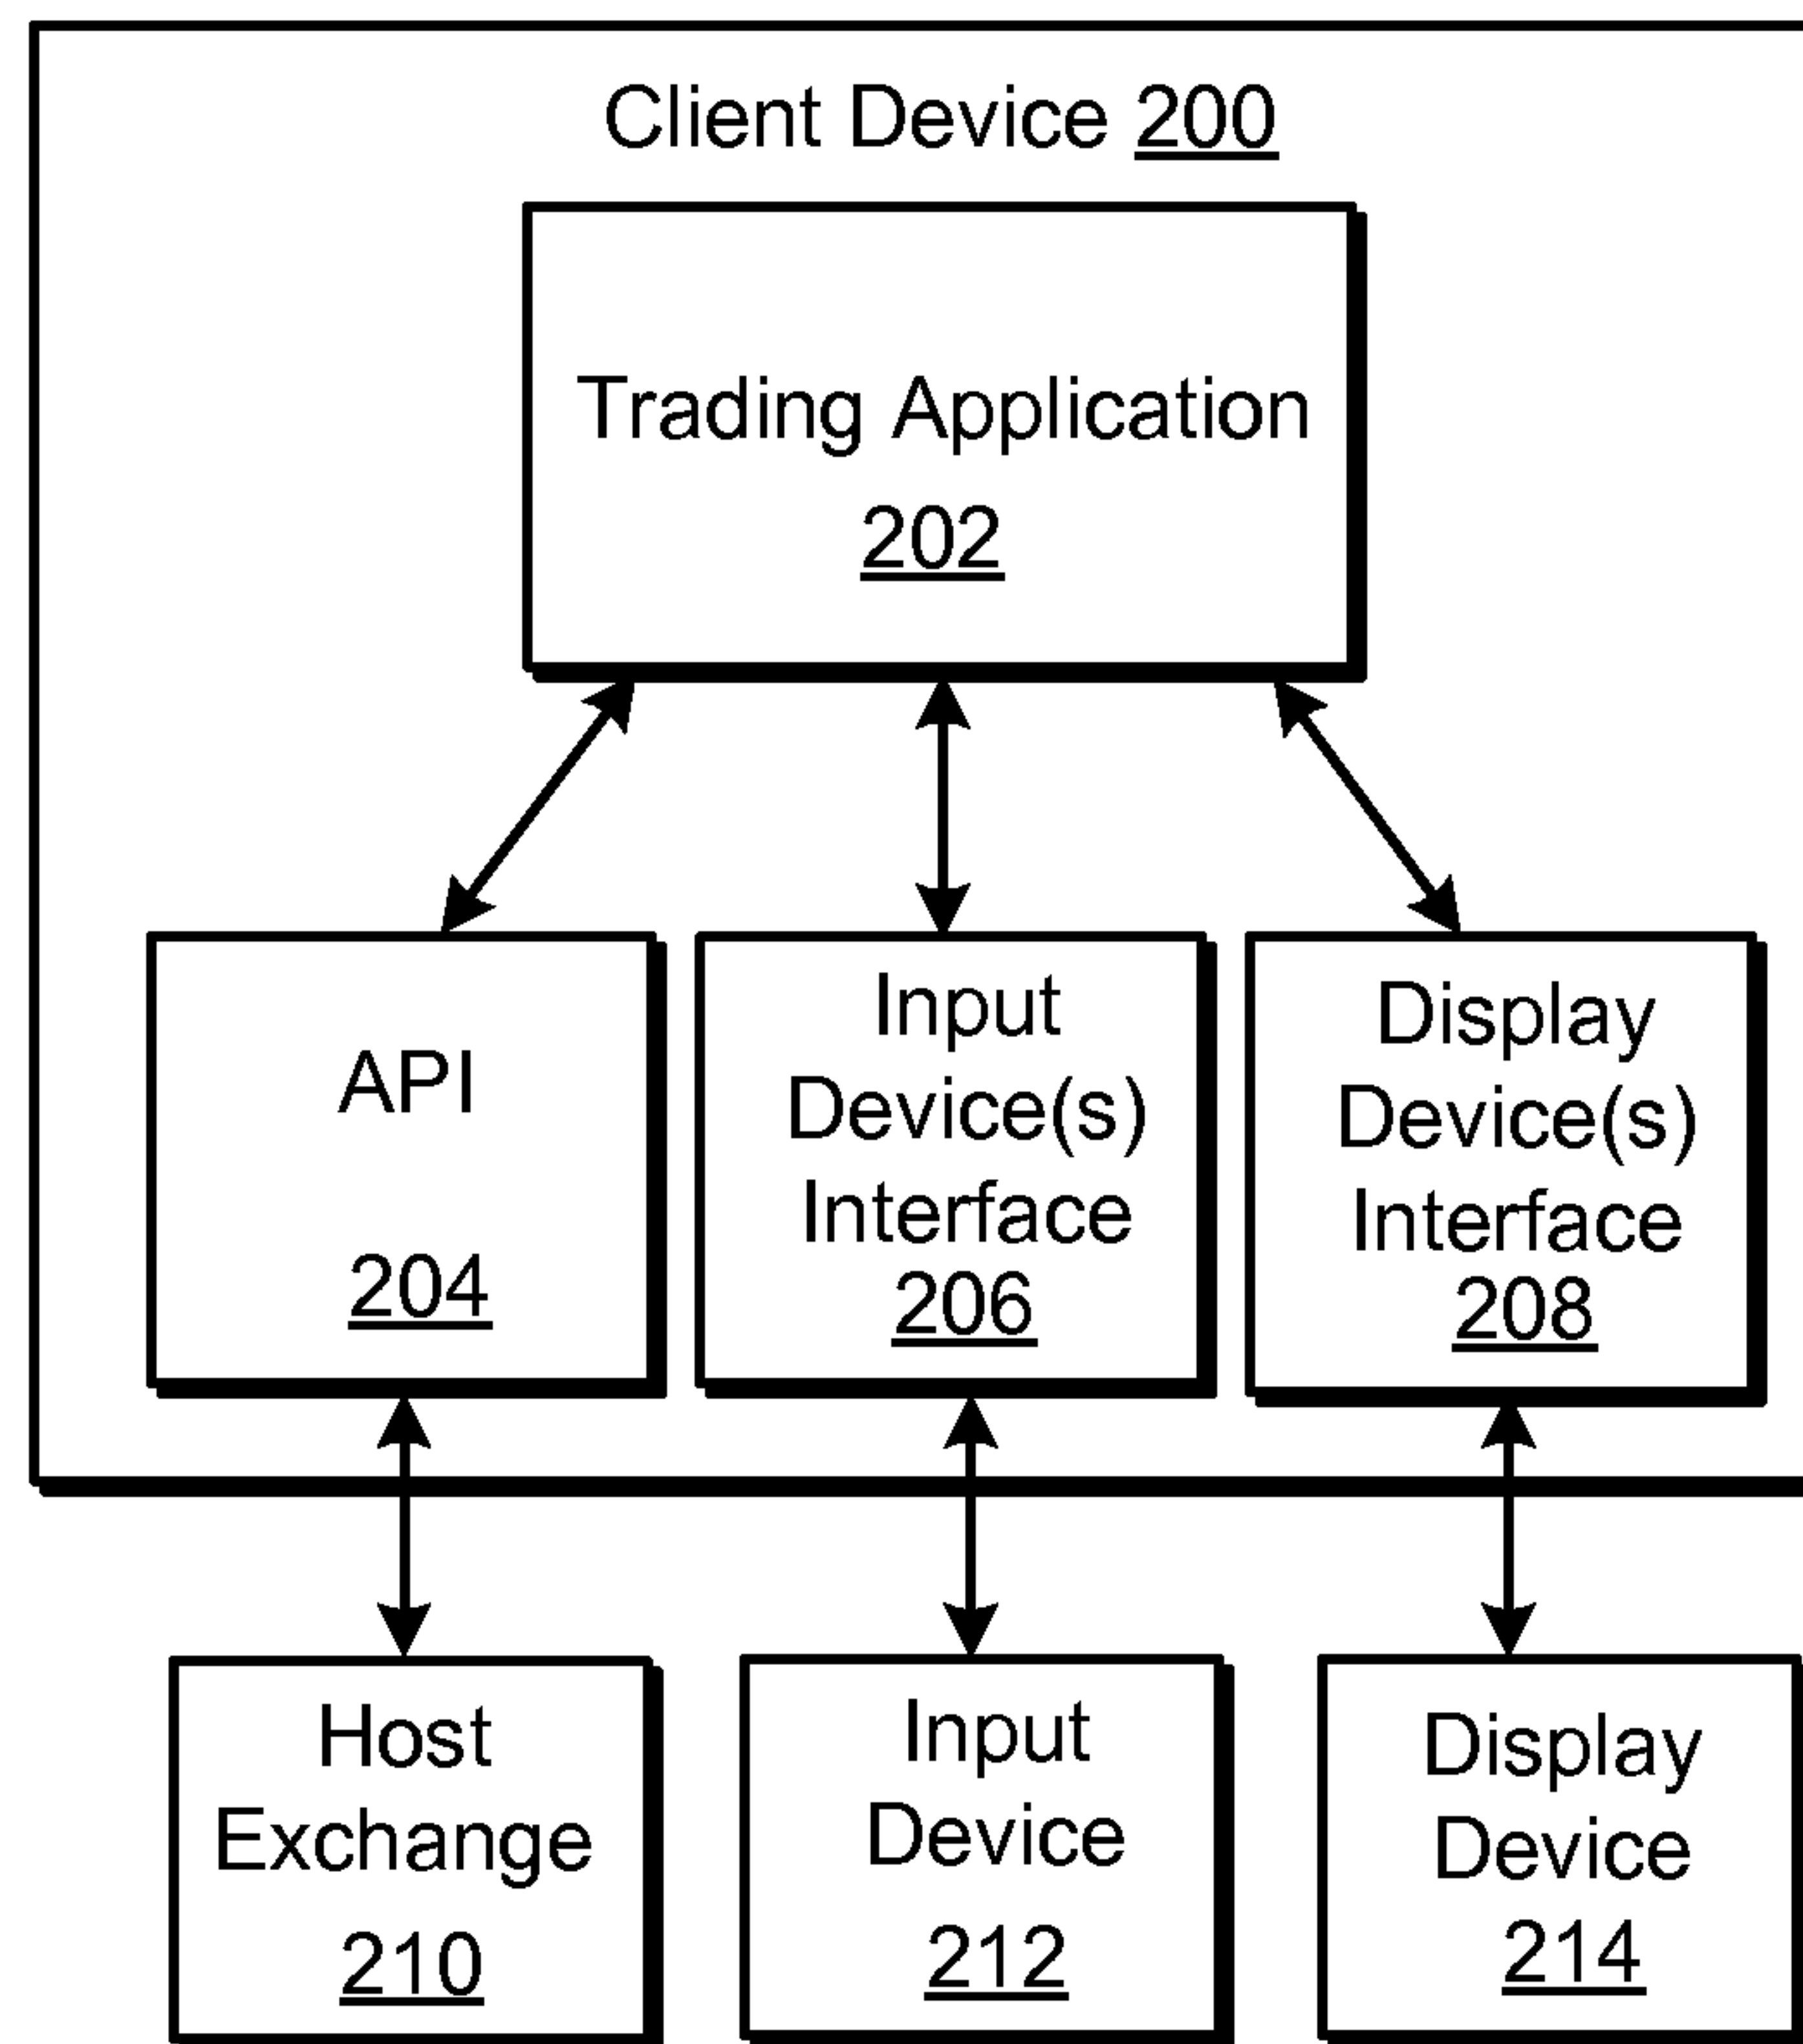 Client Device 200
Trading Application
202
API
204
Input
Device(s)
Interface
206
Display
Device(s)
Interface
208
Host
Exchange
210
Input
Device
212
Display
Device
214